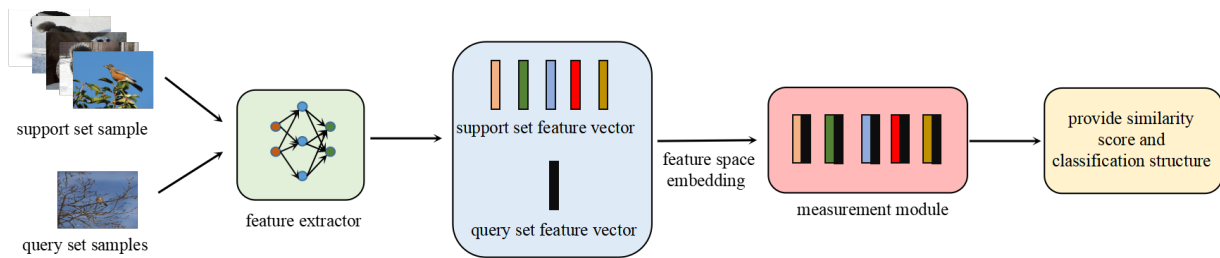 support set sample
query set samples
feature extractor
support set feature vector
query set feature vector
feature space
embedding
measurement module
provide similarity
score and
classification structure